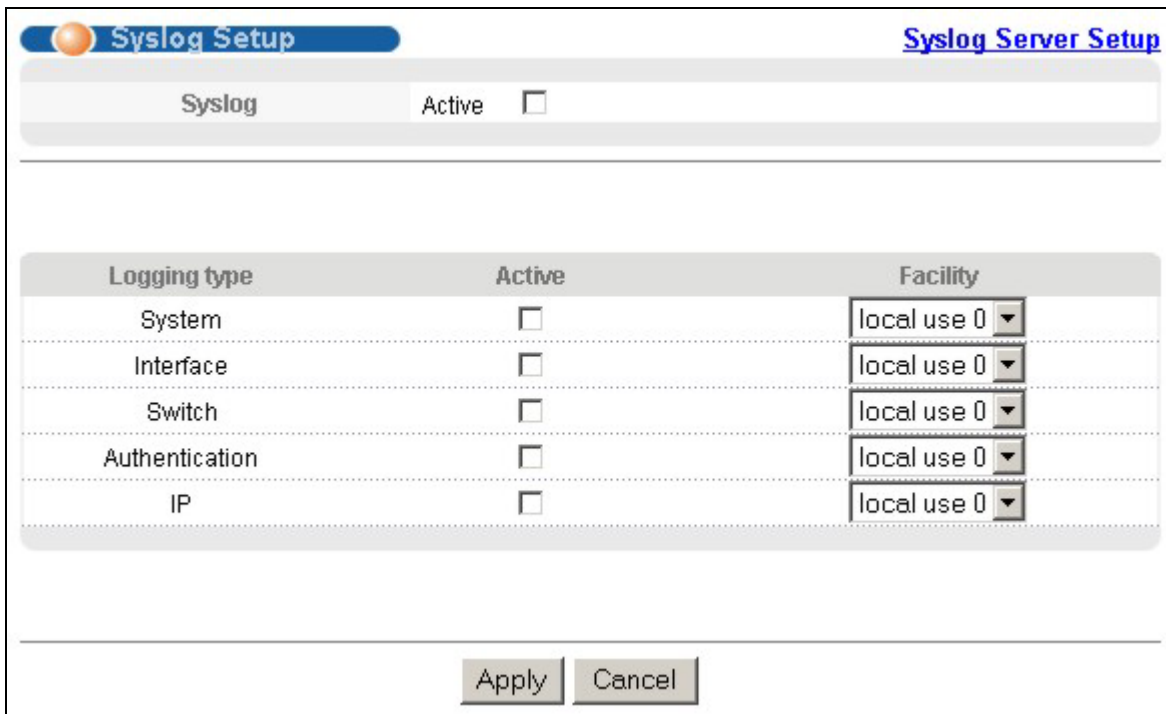 Syslog Setup Syslog Server Setup
Syslog Active
Logging type Active Facility
System local use 0
Interface local use 0
Switch local use 0
Authentication local use 0
IP local use 0
Apply Cancel